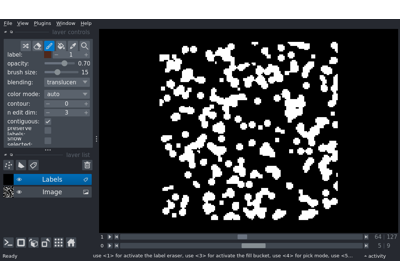 File View Plugins Window Help
layer controls
label: 1
opacity: 0.70
brush size: 15
blending: translucen
color mode: auto
contour: 0
n edit dim: 3
contiguous:
preserve labels:
show selected:
layer list
Labels
Image
1 64 127
0 5 9
Ready use <1> for activate the label eraser, use <3> for activate the fill bucket, use <4> for pick mode, use <5... activity